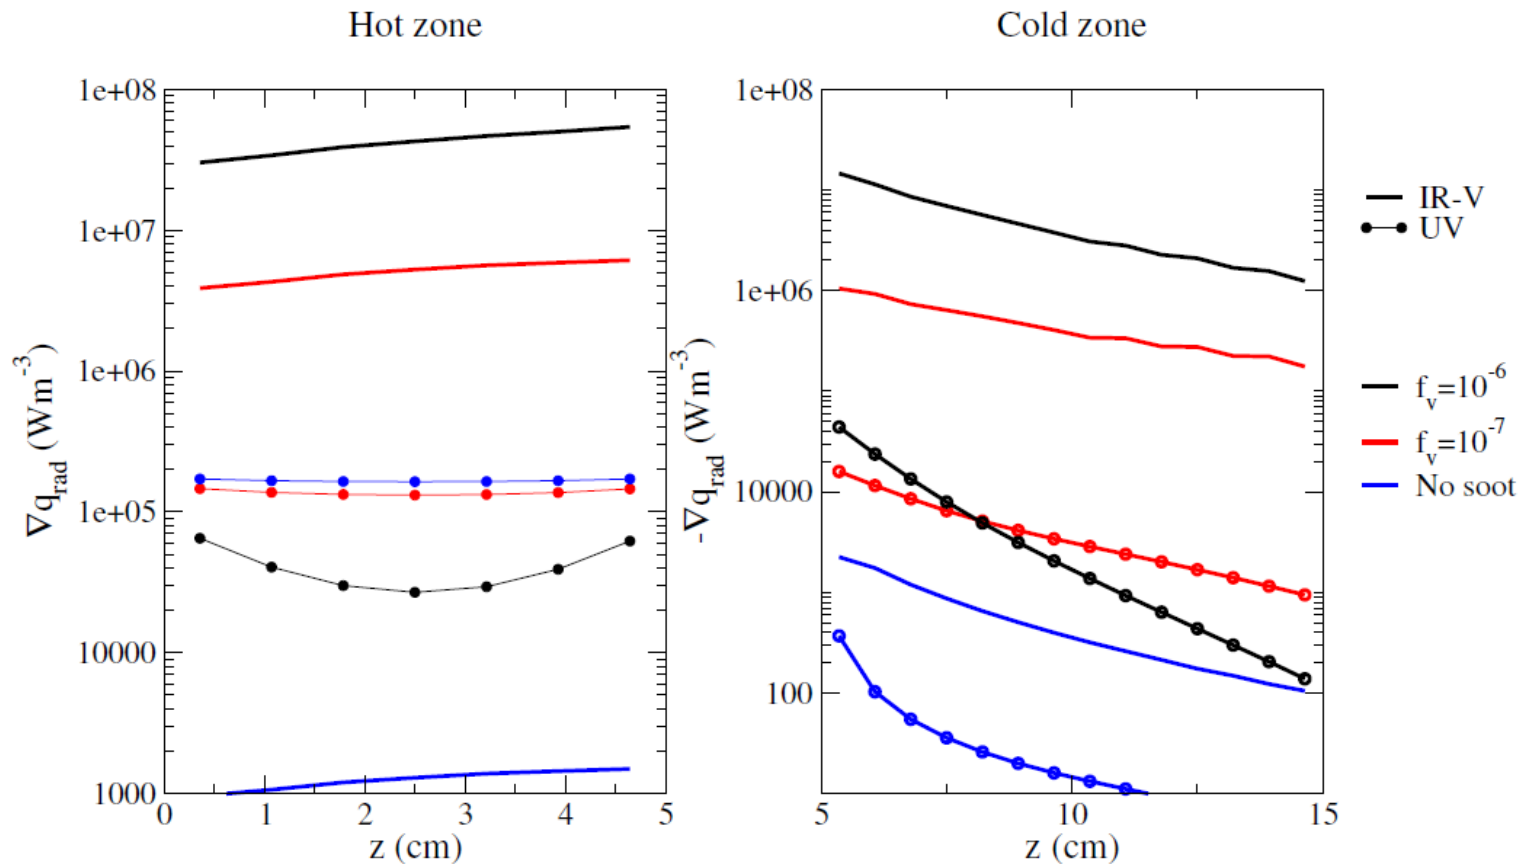 Hot zone
Cold zone
1e+08
1e+07
1e+06
1e+05
10000
1000
0 1 2 3 4 5
z (cm)
∇q_rad (Wm^-3)
1e+08
1e+06
10000
100
5 10 15
z (cm)
-∇q_rad (Wm^-3)
IR-V
UV
f_v=10^-6
f_v=10^-7
No soot